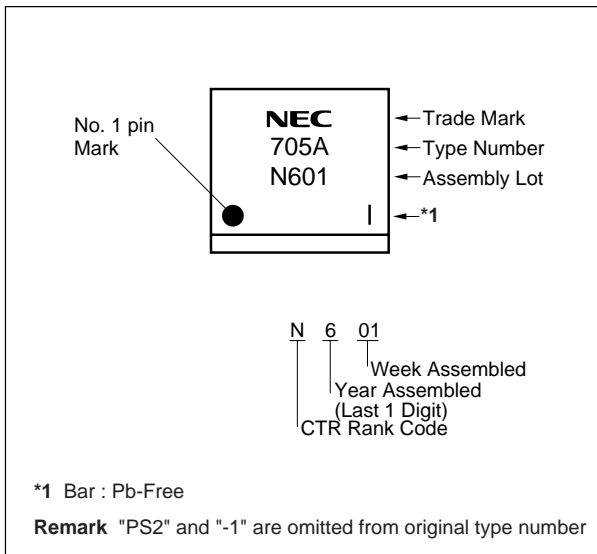 No. 1 pin
Mark
NEC
705A
N601
Trade Mark
Type Number
Assembly Lot
*1
N 6 01
Week Assembled
Year Assembled
(Last 1 Digit)
CTR Rank Code
*1 Bar : Pb-Free
Remark "PS2" and "-1" are omitted from original type number